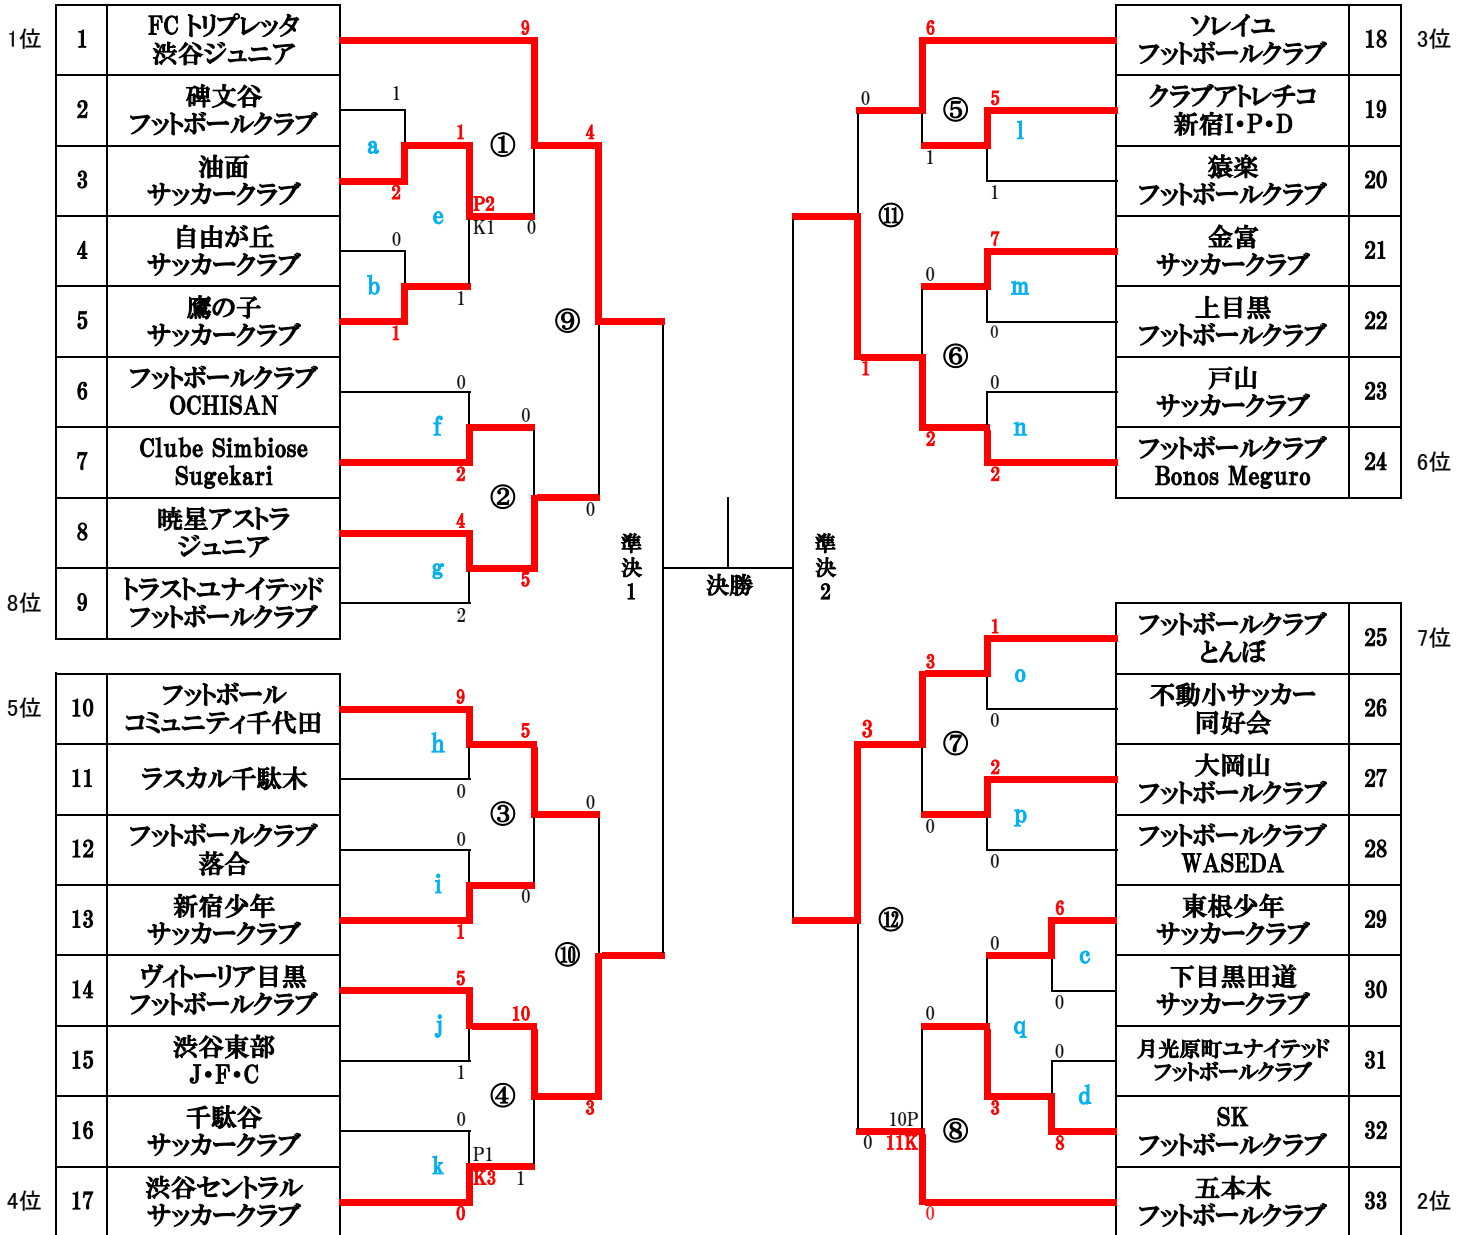 1位
1
FCトリプレッタ
渋谷ジュニア
2
碑文谷
フットボールクラブ
3
油面
サッカークラブ
4
自由が丘
サッカークラブ
5
鷹の子
サッカークラブ
6
フットボールクラブ
OCHISAN
7
Clube Simbiose
Sugekari
8
暁星アストラ
ジュニア
8位
9
トラストユナイテッド
フットボールクラブ
5位
10
フットボール
コミュニティ千代田
11
ラスカル千駄木
12
フットボールクラブ
落合
13
新宿少年
サッカークラブ
14
ヴィトーリア目黒
フットボールクラブ
15
渋谷東部
J・F・C
16
千駄谷
サッカークラブ
4位
17
渋谷セントラル
サッカークラブ
9
1
a
2
1
①
4
e
P2
K1
0
0
b
1
1
⑨
0
f
2
0
②
0
4
g
5
2
9
h
0
5
③
0
0
i
1
0
⑩
5
j
1
10
④
3
0
k
P1
K3
1
0
準
決
1
決勝
準
決
2
6
0
⑤
5
l
1
1
⑪
7
0
m
0
1
⑥
0
n
2
2
1
3
o
0
3
⑦
2
p
0
0
⑫
6
0
c
0
0
q
0
d
3
8
10P
11K
0
⑧
0
ソレイユ
フットボールクラブ
18
3位
クラブアトレチコ
新宿I・P・D
19
猿楽
フットボールクラブ
20
金富
サッカークラブ
21
上目黒
フットボールクラブ
22
戸山
サッカークラブ
23
フットボールクラブ
Bonos Meguro
24
6位
フットボールクラブ
とんぼ
25
7位
不動小サッカー
同好会
26
大岡山
フットボールクラブ
27
フットボールクラブ
WASEDA
28
東根少年
サッカークラブ
29
下目黒田道
サッカークラブ
30
月光原町ユナイテッド
フットボールクラブ
31
SK
フットボールクラブ
32
五本木
フットボールクラブ
33
2位